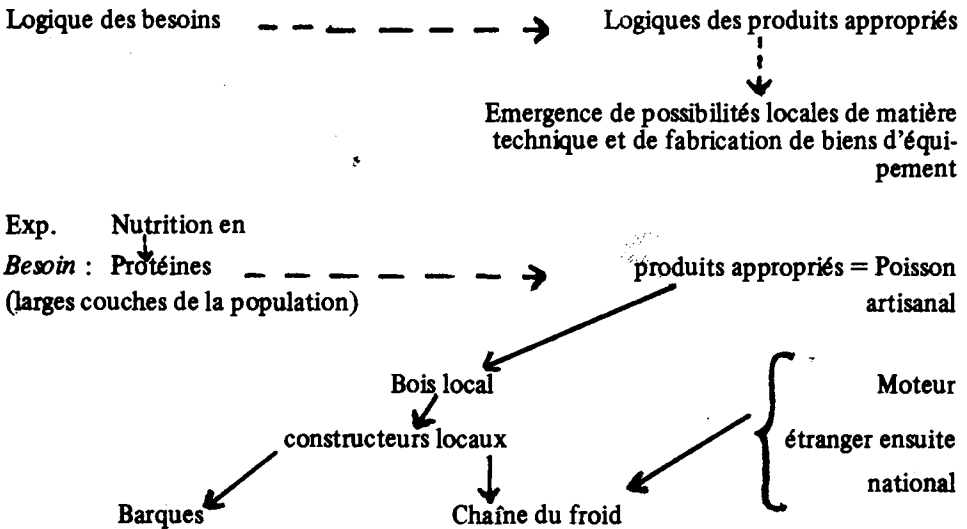 Logique des besoins Logiques des produits appropriés
Emergence de possibilités locales de matière
technique et de fabrication de biens d'équi-
pement
Exp. Nutrition en
Besoin : Protéines produits appropriés = Poisson
(larges couches de la population) artisanal
Bois local Moteur
constructeurs locaux étranger ensuite
national
Barques Chaîne du froid